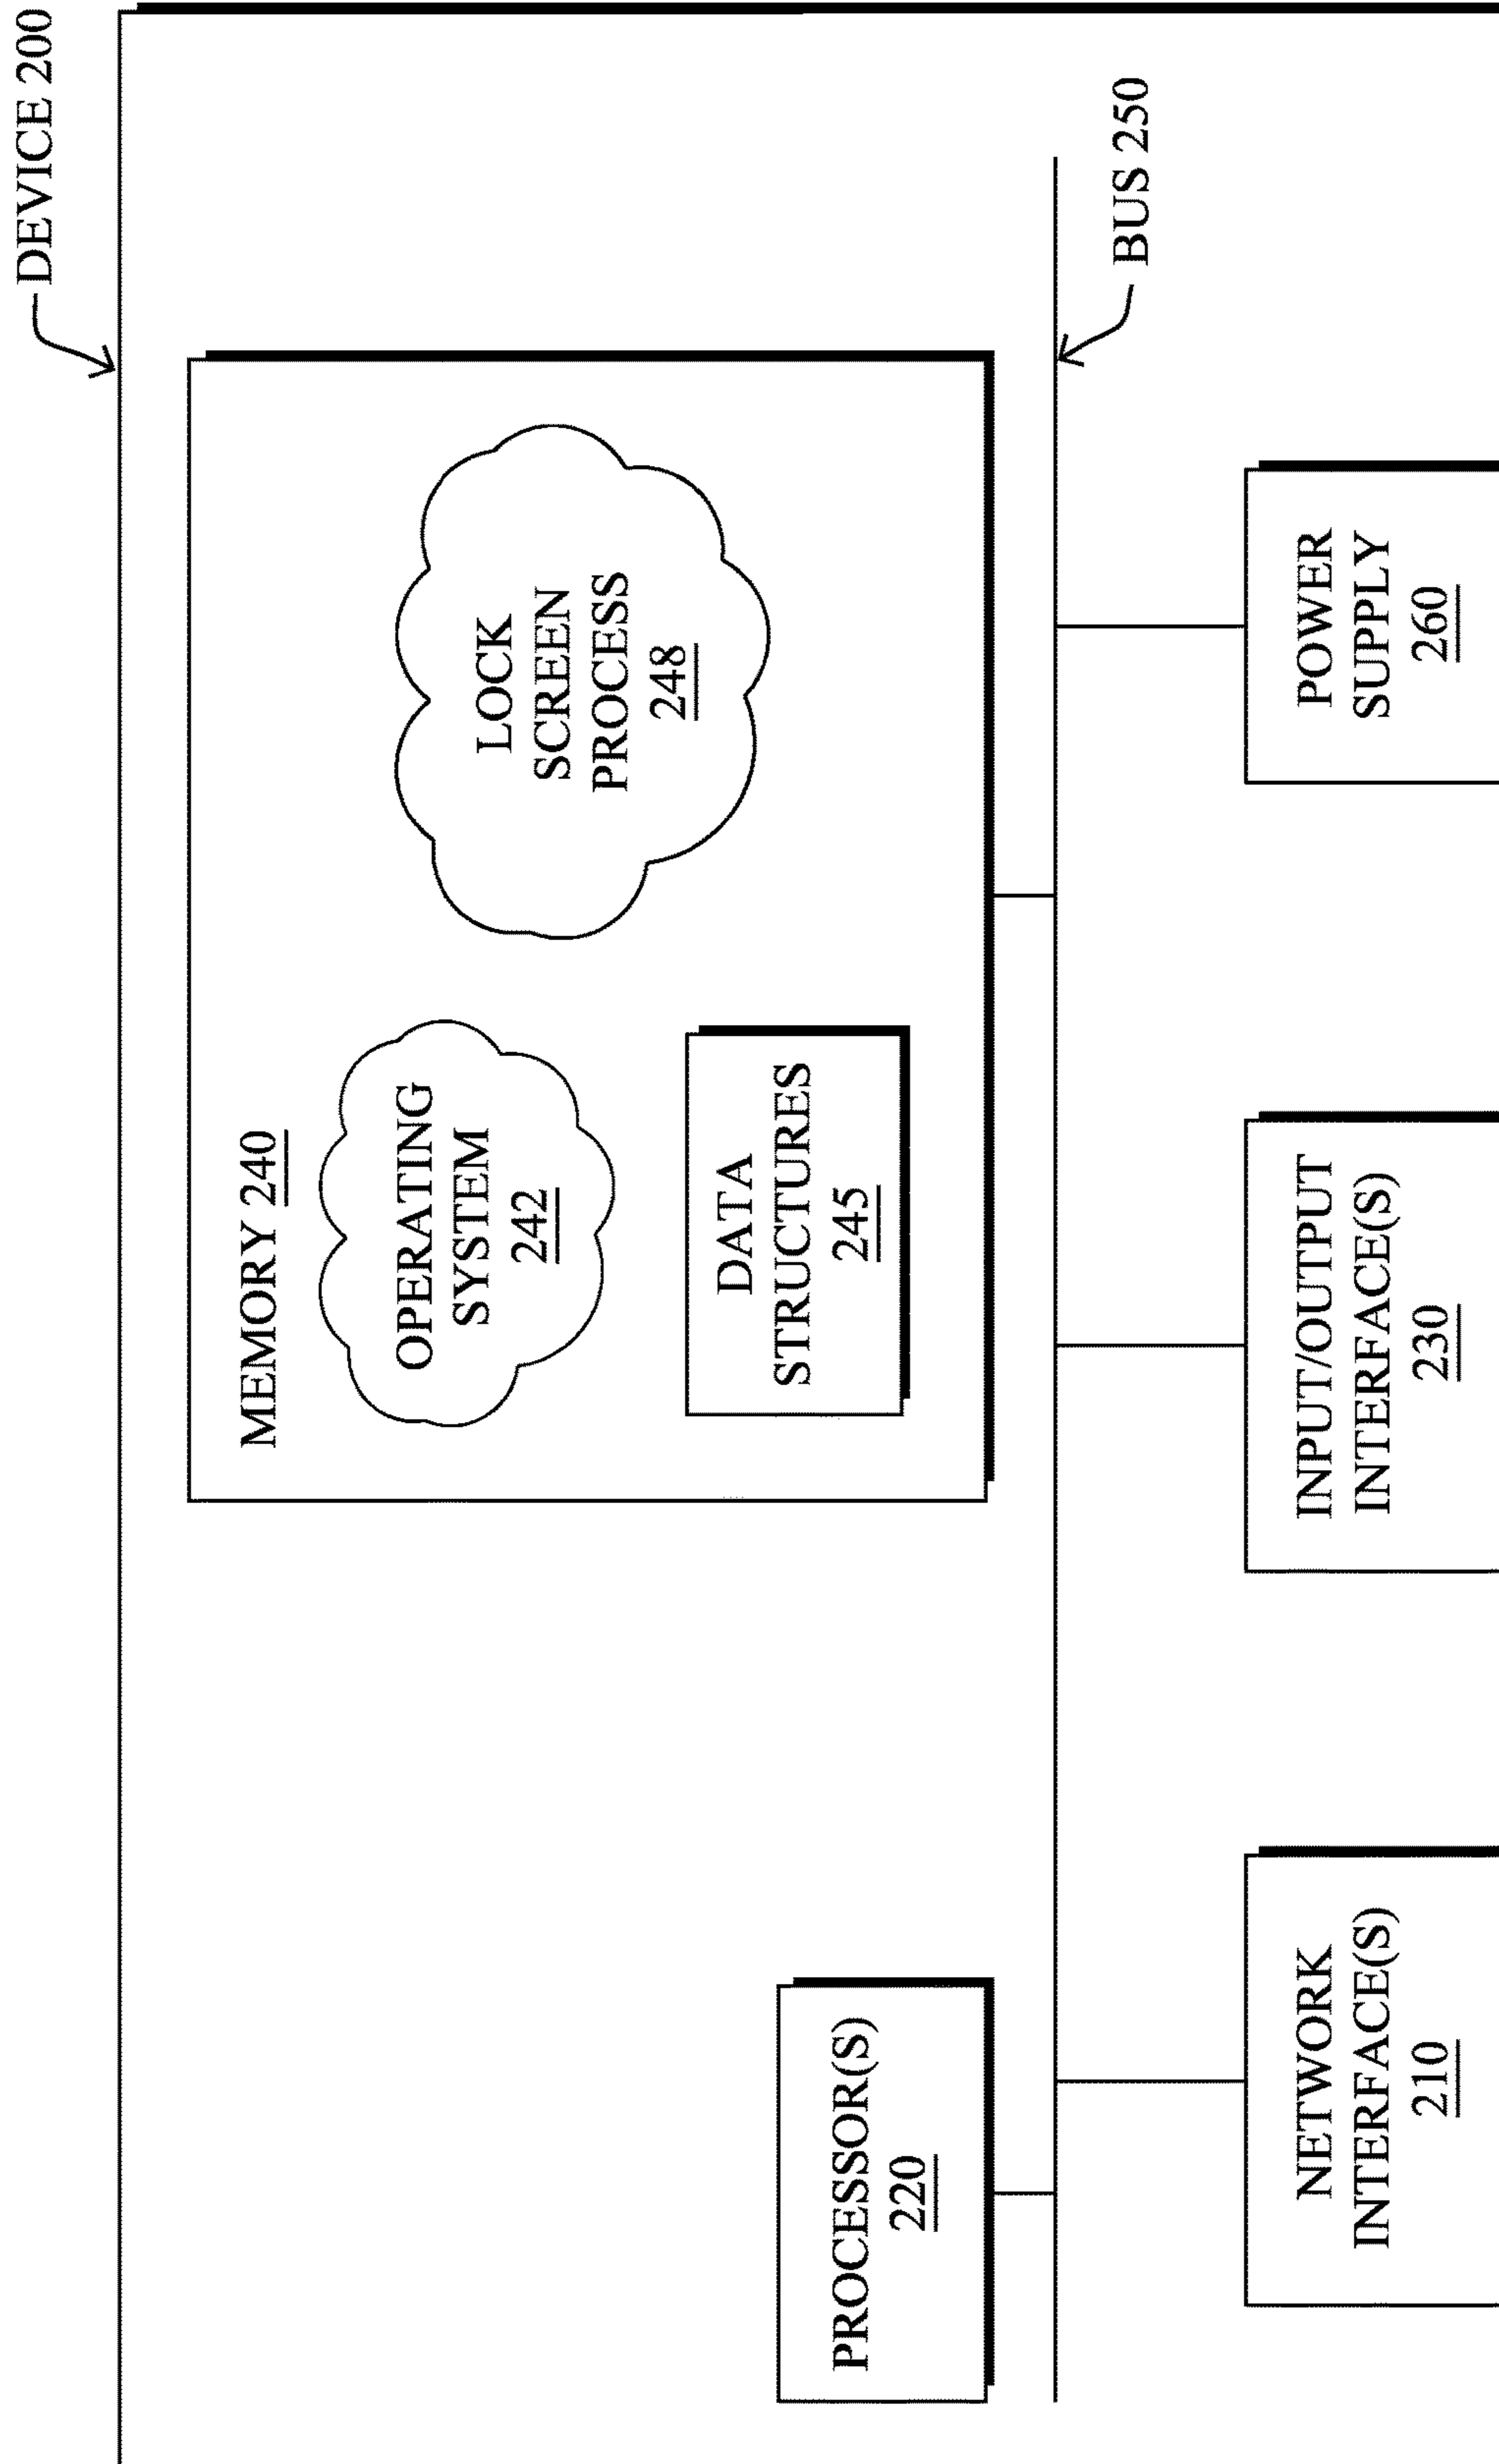 DEVICE 200
MEMORY 240
OPERATING
SYSTEM
242
LOCK
SCREEN
PROCESS
248
DATA
STRUCTURES
245
PROCESSOR(S)
220
BUS 250
NETWORK
INTERFACE(S)
210
INPUT/OUTPUT
INTERFACE(S)
230
POWER
SUPPLY
260